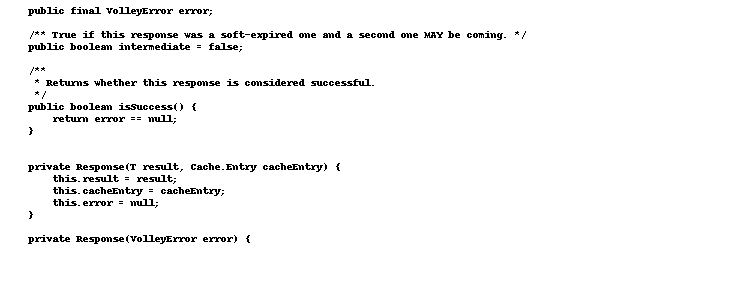 public final VolleyError error;
/** True if this response was a soft-expired one and a second one MAY be coming. */
public boolean intermediate = false;
/**
* Returns whether this response is considered successful.
*/
public boolean isSuccess() {
return error == null;
}
private Response(T result, Cache.Entry cacheEntry) {
this.result = result;
this.cacheEntry = cacheEntry;
this.error = null;
}
private Response(VolleyError error) {